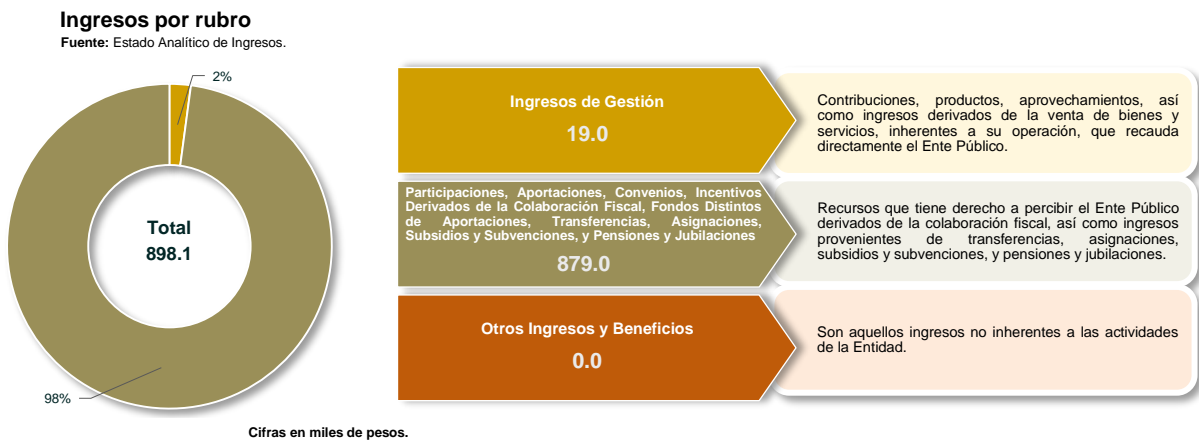 Ingresos por rubro
Fuente: Estado Analítico de Ingresos.
2%
Total
898.1
98%
Ingresos de Gestión
19.0
Contribuciones, productos, aprovechamientos, así
como ingresos derivados de la venta de bienes y
servicios, inherentes a su operación, que recauda
directamente el Ente Público.
Participaciones, Aportaciones, Convenios, Incentivos
Derivados de la Colaboración Fiscal, Fondos Distintos
de Aportaciones, Transferencias, Asignaciones,
Subsidios y Subvenciones, y Pensiones y Jubilaciones
879.0
Recursos que tiene derecho a percibir el Ente Público
derivados de la colaboración fiscal, así como ingresos
provenientes de transferencias, asignaciones,
subsidios y subvenciones, y pensiones y jubilaciones.
Otros Ingresos y Beneficios
0.0
Son aquellos ingresos no inherentes a las actividades
de la Entidad.
Cifras en miles de pesos.